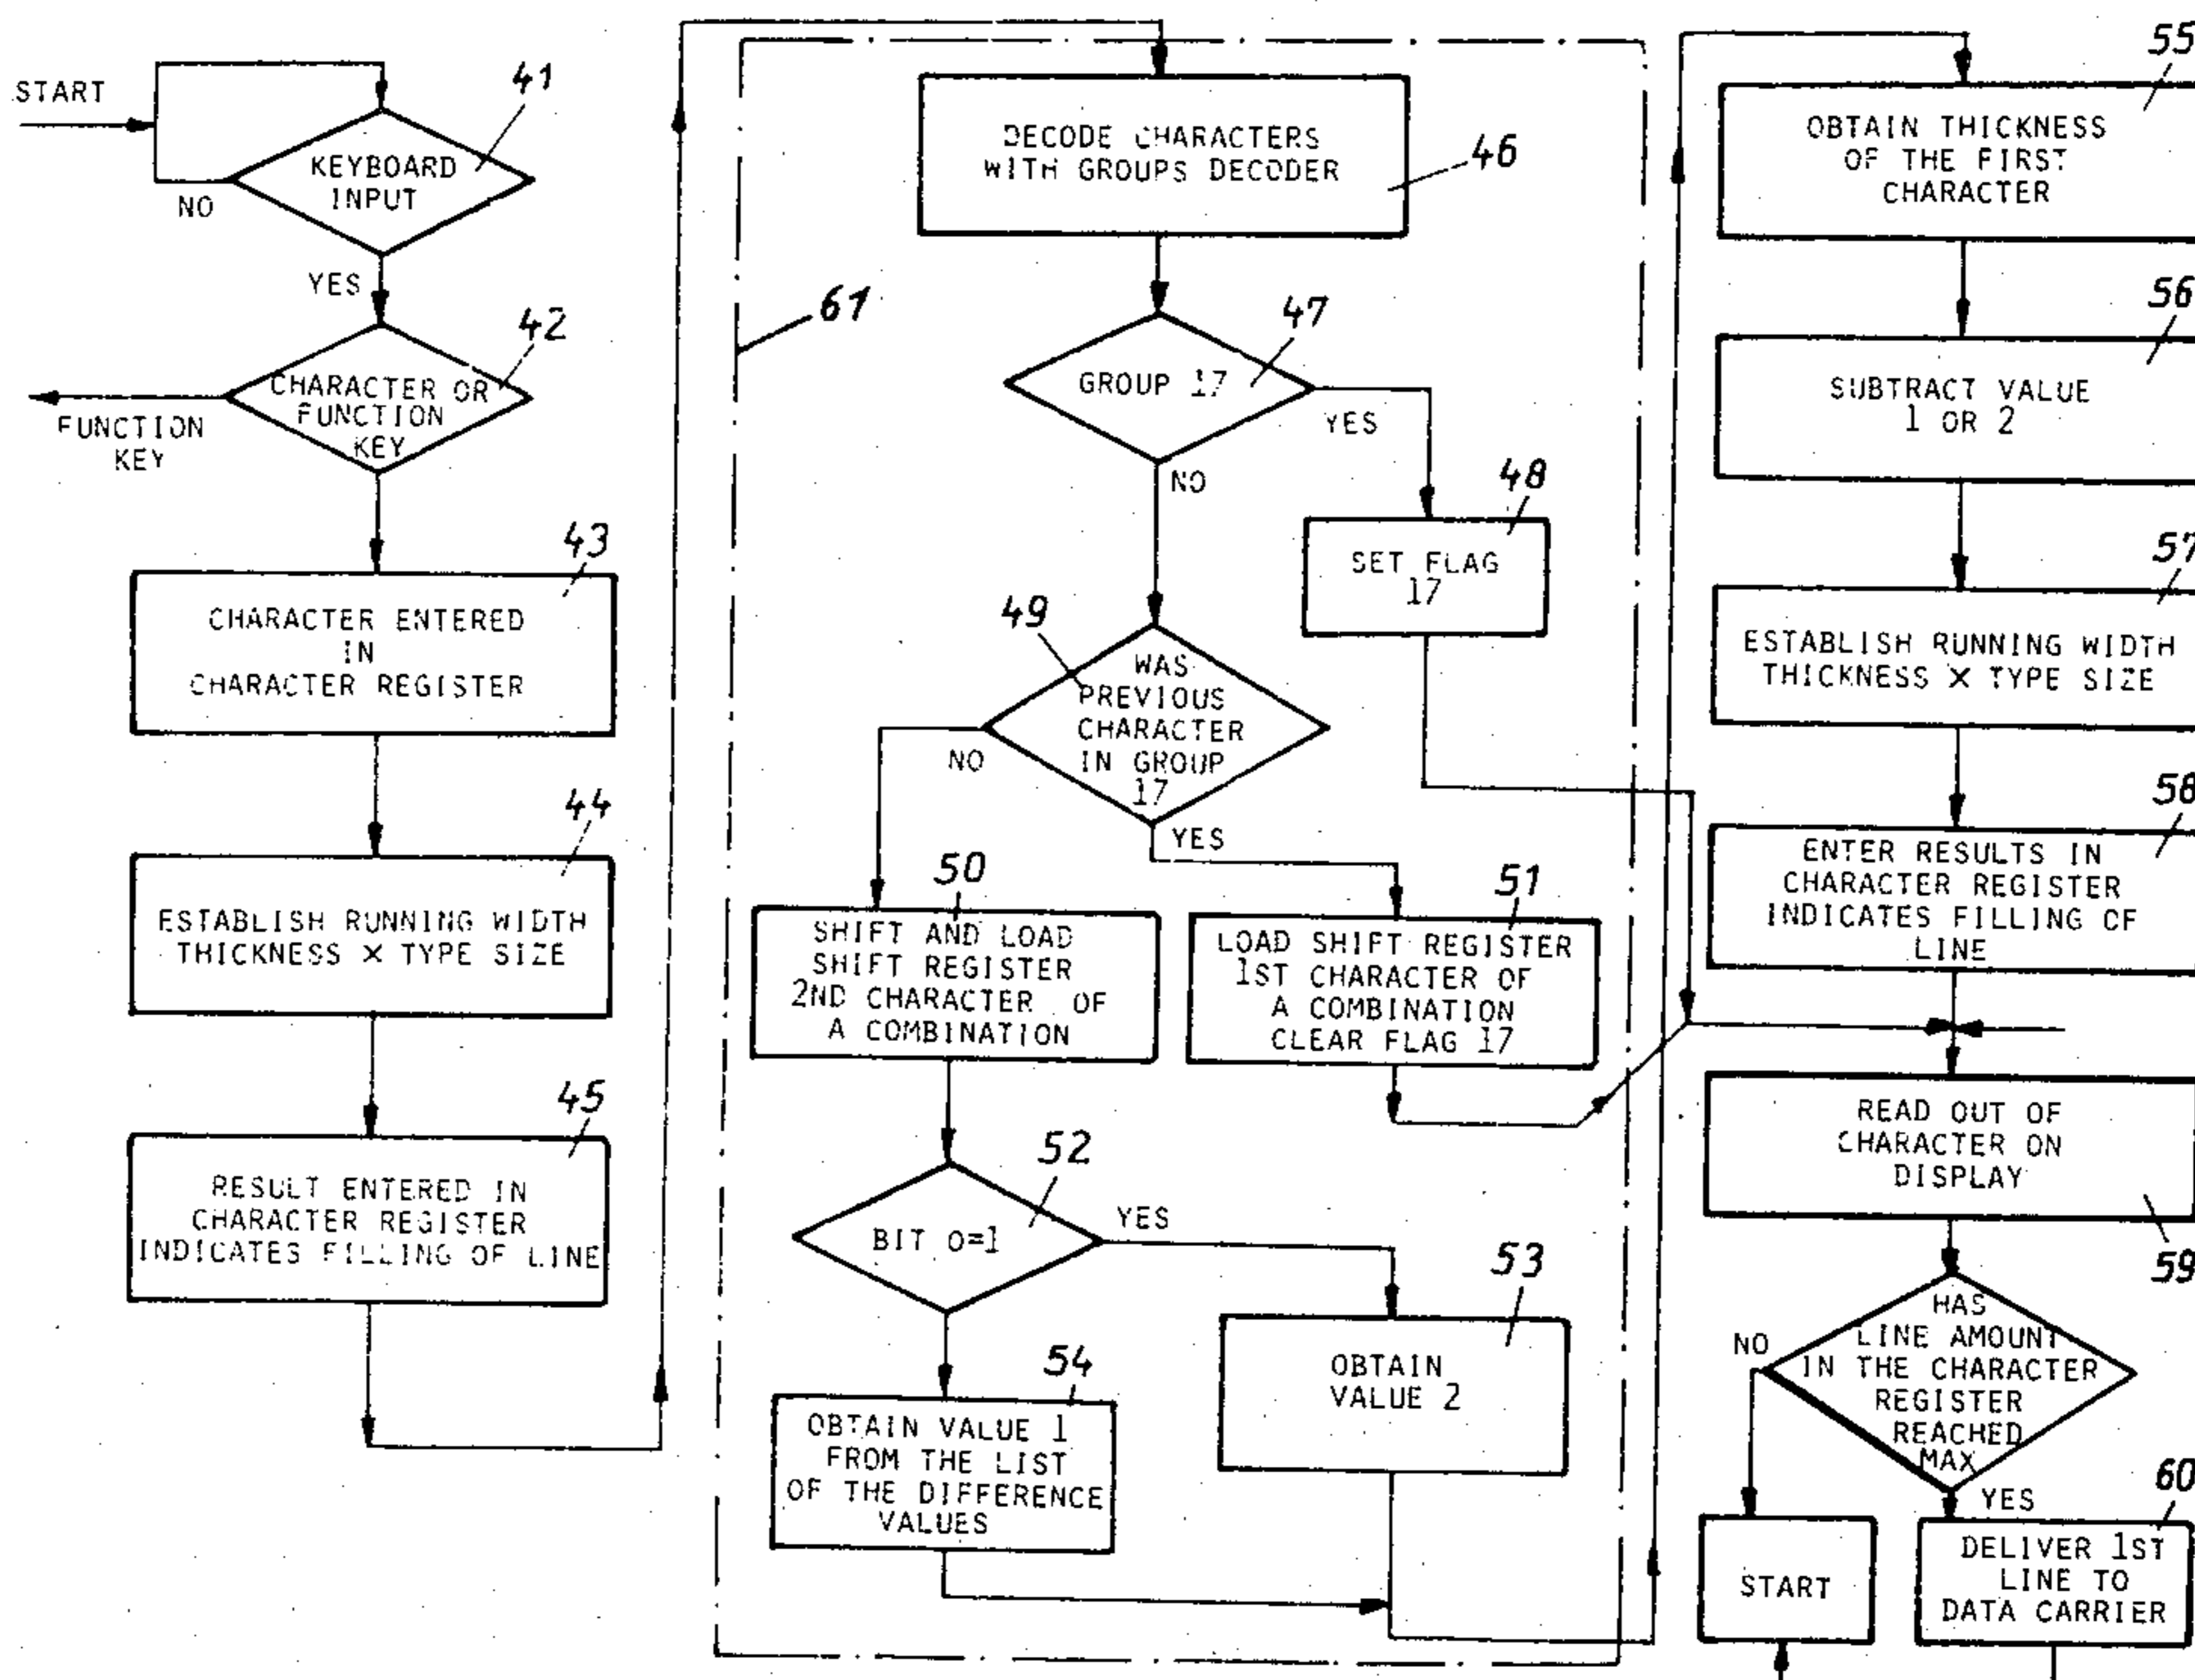 START
41
KEYBOARD
INPUT
NO
YES
42
CHARACTER OR
FUNCTION
KEY
FUNCTION
KEY
43
CHARACTER ENTERED
IN
CHARACTER REGISTER
44
ESTABLISH RUNNING WIDTH
THICKNESS X TYPE SIZE
45
RESULT ENTERED IN
CHARACTER REGISTER
INDICATES FILLING OF LINE
61
DECODE CHARACTERS
WITH GROUPS DECODER
46
47
GROUP 17
YES
NO
48
SET FLAG
17
49
WAS
PREVIOUS
CHARACTER
IN GROUP
17
NO
YES
50
SHIFT AND LOAD
SHIFT REGISTER
2ND CHARACTER OF
A COMBINATION
51
LOAD SHIFT REGISTER
1ST CHARACTER OF
A COMBINATION
CLEAR FLAG 17
52
BIT 0=1
YES
53
OBTAIN
VALUE 2
54
OBTAIN VALUE 1
FROM THE LIST
OF THE DIFFERENCE
VALUES
55
OBTAIN THICKNESS
OF THE FIRST
CHARACTER
56
SUBTRACT VALUE
1 OR 2
57
ESTABLISH RUNNING WIDTH
THICKNESS X TYPE SIZE
58
ENTER RESULTS IN
CHARACTER REGISTER
INDICATES FILLING OF
LINE
READ OUT OF
CHARACTER ON
DISPLAY
59
HAS
LINE AMOUNT
IN THE CHARACTER
REGISTER
REACHED
MAX
NO
YES
START
60
DELIVER 1ST
LINE TO
DATA CARRIER